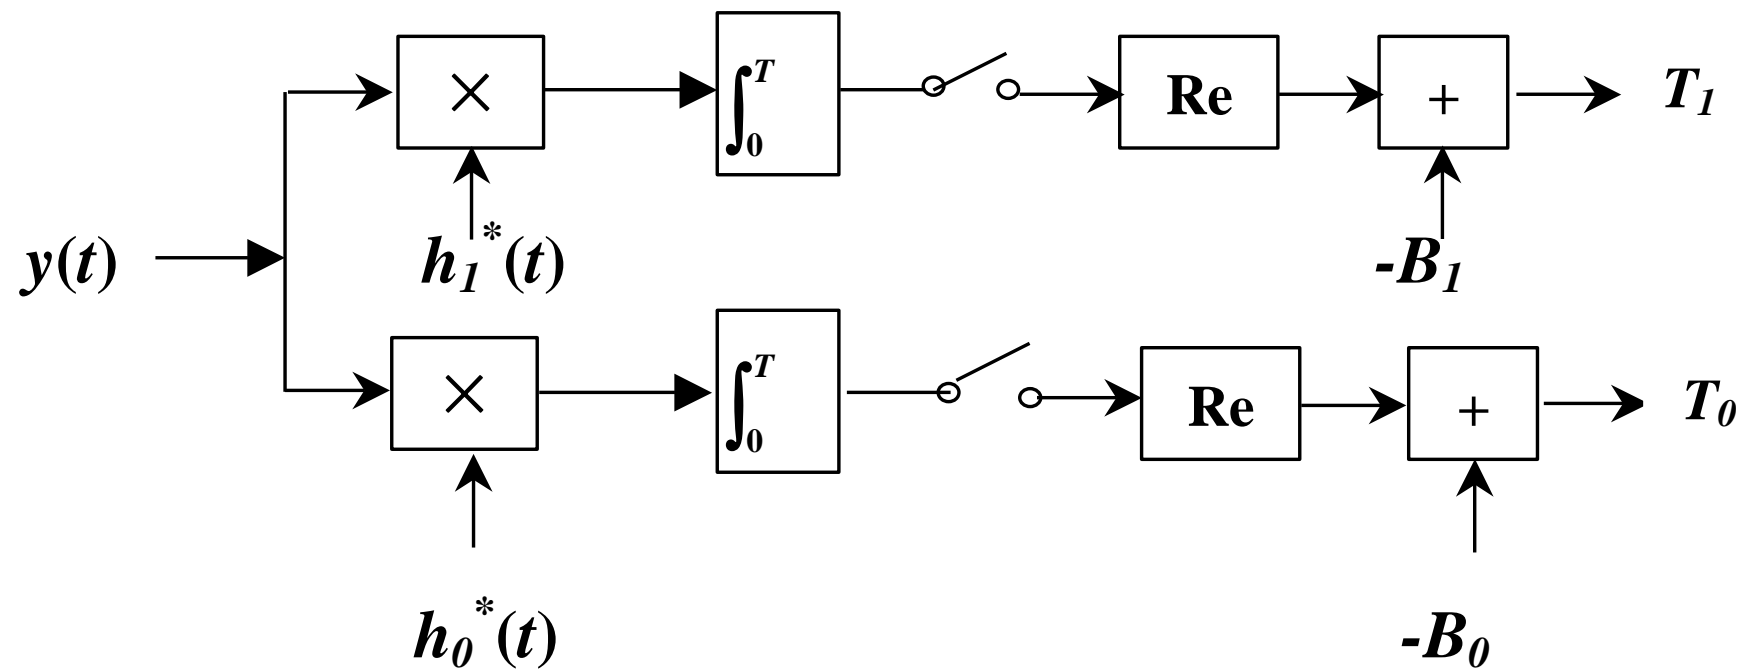 × ∫₀ᵀ Re + T₁
y(t) h₁*(t) -B₁
× ∫₀ᵀ Re + T₀
h₀*(t) -B₀